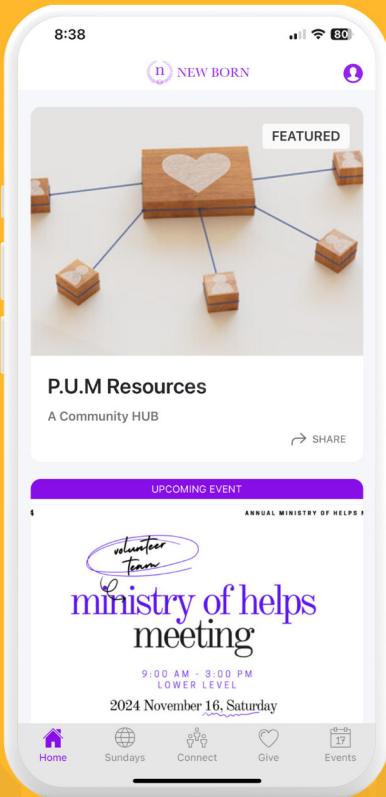 8:38
80
n NEW BORN
FEATURED
P.U.M Resources
A Community HUB
SHARE
UPCOMING EVENT
ANNUAL MINISTRY OF HELPS
volunteer
team
ministry of helps
meeting
9:00 AM - 3:00 PM
LOWER LEVEL
2024 November 16, Saturday
17
Home
Sundays
Connect
Give
Events